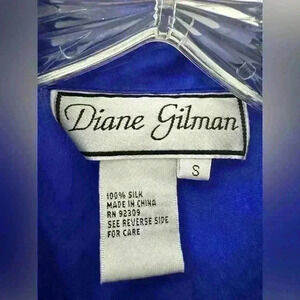 Diane Gilman
S
100% SILK
MADE IN CHINA
RN 92309
SEE REVERSE SIDE
FOR CARE